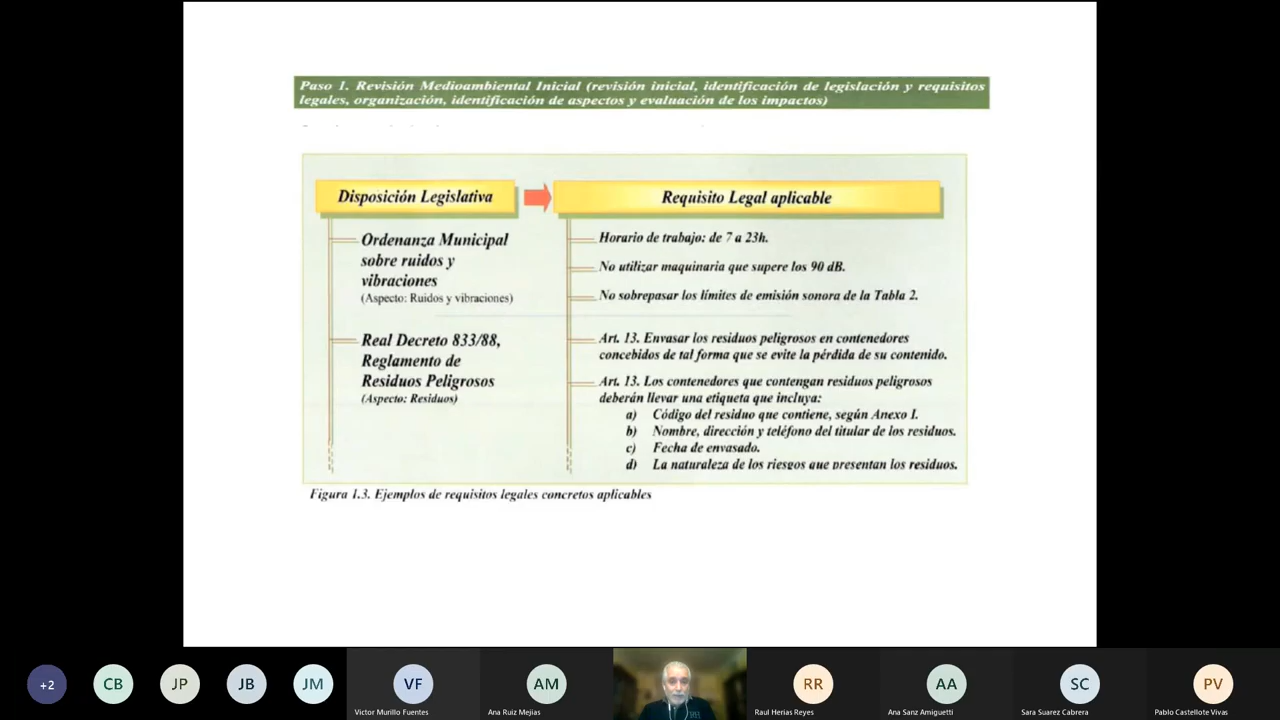 Paso 1. Revisión Medioambiental Inicial (revisión inicial, identificación de legislación y requisitos
legales, organización, identificación de aspectos y evaluación de los impactos)
Disposición Legislativa
Requisito Legal aplicable
Ordenanza Municipal
sobre ruidos y
vibraciones
(Aspecto: Ruidos y vibraciones)
Horario de trabajo: de 7 a 23h.
No utilizar maquinaria que supere los 90 dB.
No sobrepasar los límites de emisión sonora de la Tabla 2.
Real Decreto 833/88,
Reglamento de
Residuos Peligrosos
(Aspecto: Residuos)
Art. 13. Envasar los residuos peligrosos en contenedores
concebidos de tal forma que se evite la pérdida de su contenido.
Art. 13. Los contenedores que contengan residuos peligrosos
deberán llevar una etiqueta que incluya:
a) Código del residuo que contiene, según Anexo I.
b) Nombre, dirección y teléfono del titular de los residuos.
c) Fecha de envasado.
d) La naturaleza de los riesgos que presentan los residuos.
Figura 1.3. Ejemplos de requisitos legales concretos aplicables
+2
CB
JP
JB
JM
VF
AM
RR
AA
SC
PV
Victor Murillo Fuentes
Ana Ruiz Mejias
Raul Herias Reyes
Ana Sanz Amiguetti
Sara Suarez Cabrera
Pablo Castellote Vivas